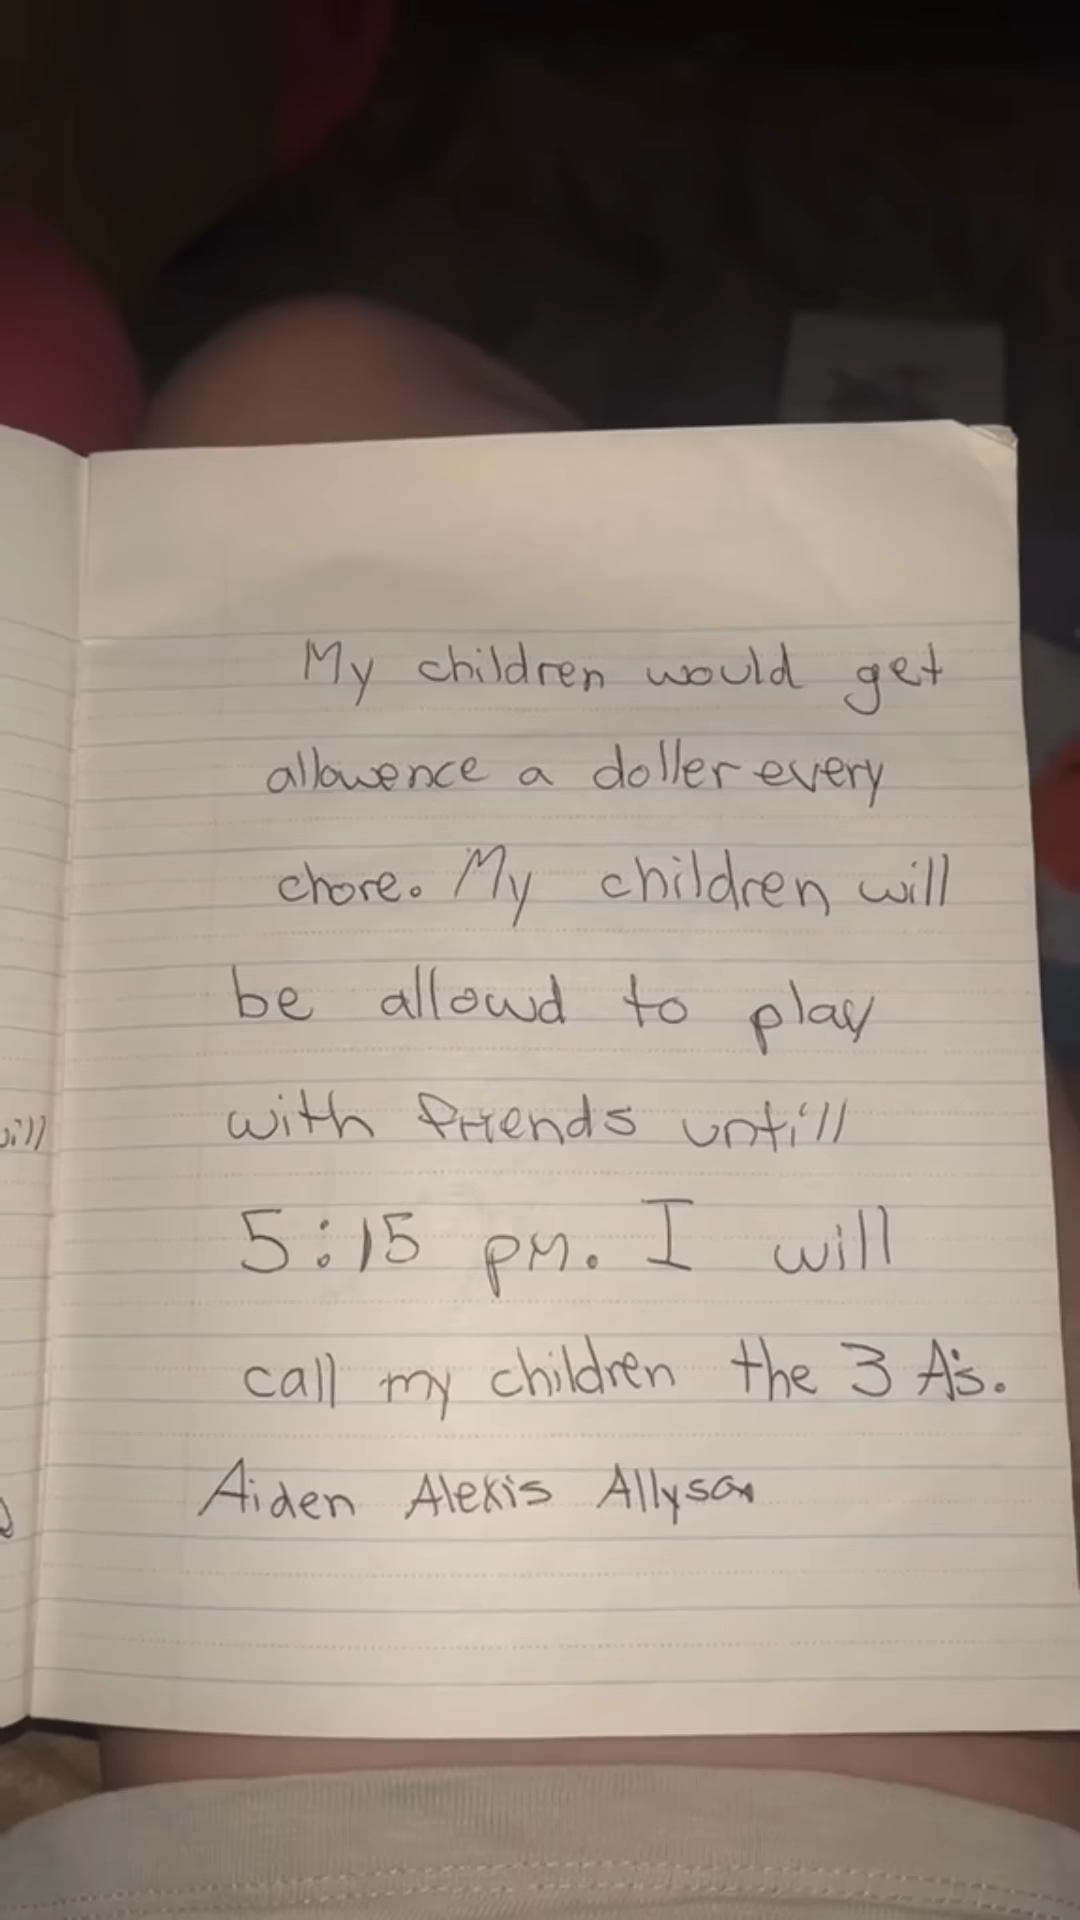 My children would get
allowence a doller every
chore. My children will
be allowd to play
with friends untill
5:15 pm. I will
call my children the 3 A's.
Aiden Alexis Allyson